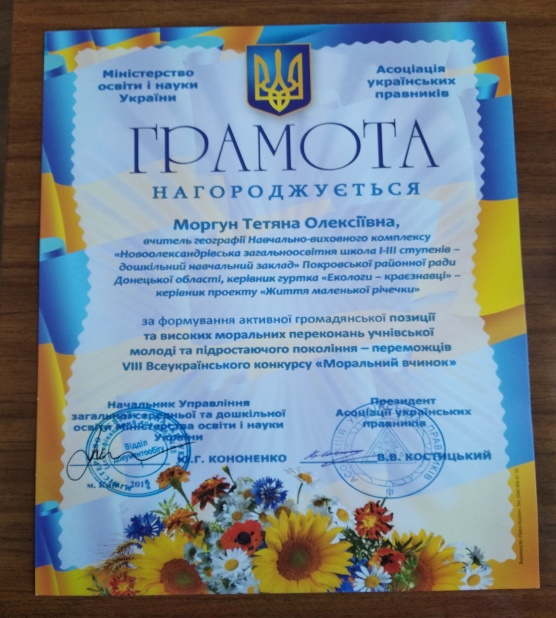 Міністерство
освіти і науки
України
Асоціація
українських
правників
ГРАМОТА
НАГОРОДЖУЄТЬСЯ
Моргун Тетяна Олексіївна,
вчитель географії Навчально-виховного комплексу
«Новоолександрівська загальноосвітня школа І-ІІІ ступенів –
дошкільний навчальний заклад» Покровської районної ради
Донецької області, керівник гуртка «Екологи – краєзнавці» –
керівник проекту «Життя маленької річечки»
за формування активної громадянської позиції
та високих моральних переконань учнівської
молоді та підростаючого покоління – переможців
VIII Всеукраїнського конкурсу «Моральний вчинок»
Начальник Управління
загальної середньої та дошкільної
освіти Міністерства освіти і науки
України
Ю.Г. КОНОНЕНКО
Президент
Асоціації українських
правників
В.В. КОСТИЦЬКИЙ
Відділ
документообігу
м. Київ,